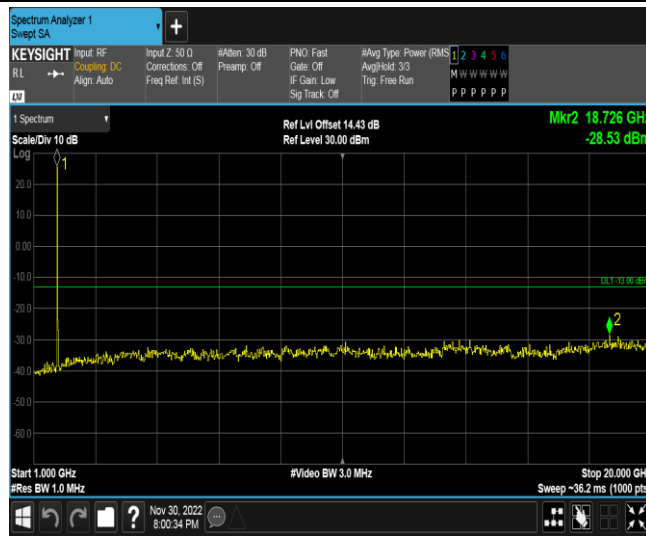 Spectrum Analyzer 1
Swept SA
KEYSIGHT
RL
Input: RF
Coupling: DC
Align: Auto
Input Z: 50 Ω
Corrections: Off
Freq Ref: Int (S)
#Atten: 30 dB
Preamp: Off
PNO: Fast
Gate: Off
IF Gain: Low
Sig Track: Off
#Avg Type: Power (RMS
Avg|Hold: 3/3
Trig: Free Run
1 2 3 4 5 6
M W W W W W
P P P P P P
1 Spectrum
Scale/Div 10 dB
Log
Ref Lvl Offset 14.43 dB
Ref Level 30.00 dBm
Mkr2 18.726 GHz
-28.53 dBm
1
20.0
10.0
0.00
-10.0
DL1 -13.00 dBm
-20.0
2
-30.0
-40.0
-50.0
-60.0
Start 1.000 GHz
#Res BW 1.0 MHz
#Video BW 3.0 MHz
Stop 20.000 GH
Sweep ~36.2 ms (1000 pts
?
Nov 30, 2022
8:00:34 PM